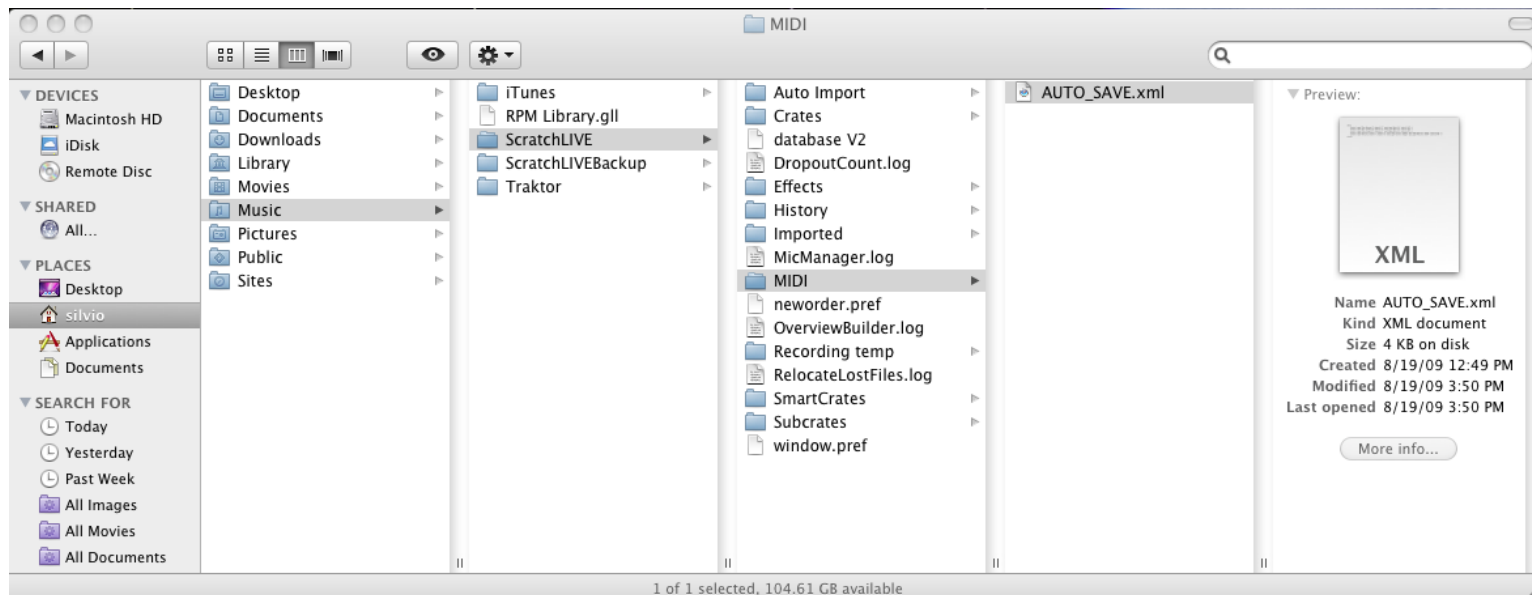 MIDI
DEVICES
Macintosh HD
iDisk
Remote Disc
SHARED
All...
PLACES
Desktop
silvio
Applications
Documents
SEARCH FOR
Today
Yesterday
Past Week
All Images
All Movies
All Documents
Desktop
Documents
Downloads
Library
Movies
Music
Pictures
Public
Sites
iTunes
RPM Library.gll
ScratchLIVE
ScratchLIVEBackup
Traktor
Auto Import
Crates
database V2
DropoutCount.log
Effects
History
Imported
MicManager.log
MIDI
neworder.pref
OverviewBuilder.log
Recording temp
RelocateLostFiles.log
SmartCrates
Subcrates
window.pref
AUTO_SAVE.xml
Preview:
XML
Name AUTO_SAVE.xml
Kind XML document
Size 4 KB on disk
Created 8/19/09 12:49 PM
Modified 8/19/09 3:50 PM
Last opened 8/19/09 3:50 PM
More info...
1 of 1 selected, 104.61 GB available